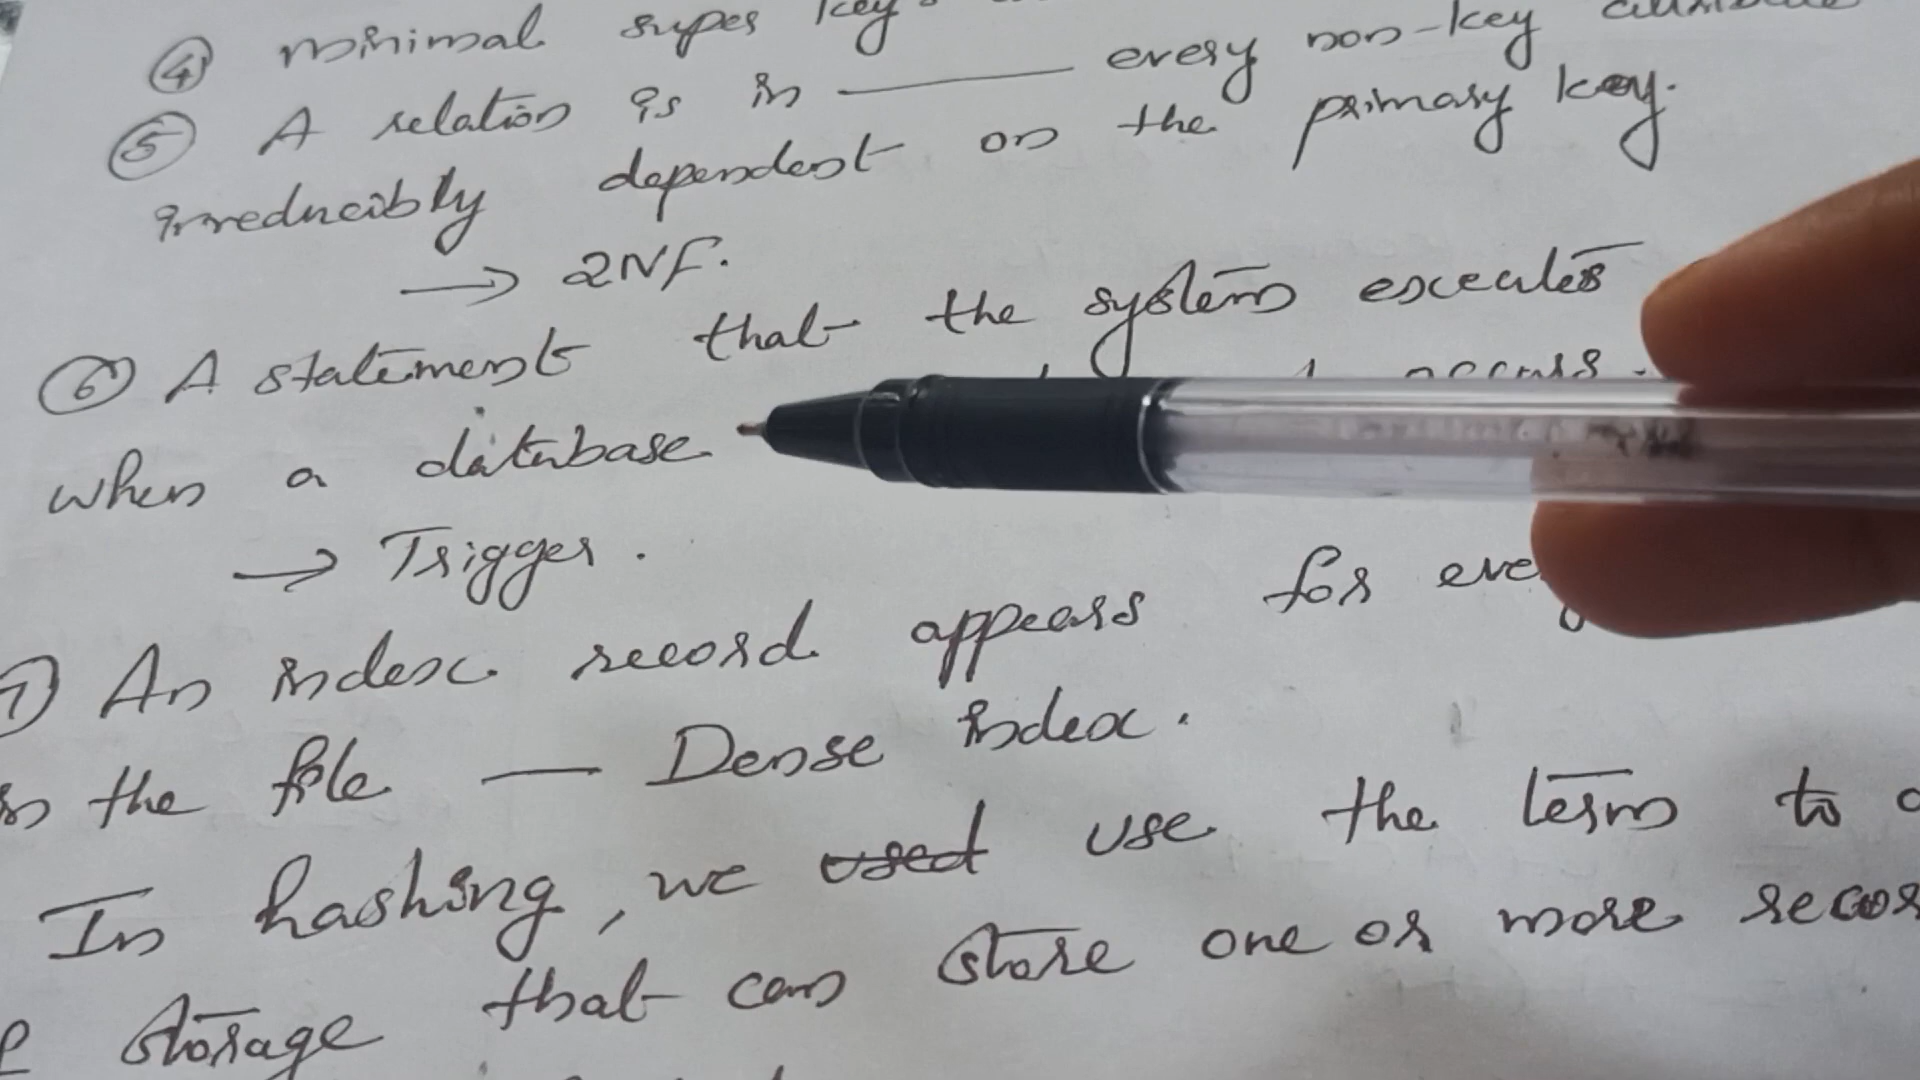 ④ minimal super key
⑤ A relation is in ______ every non-key
irreducibly dependent on the primary key.
→ 2NF.
⑥ A statement that the system executes
when a database occurs.
→ Trigger.
7) An index record appears for
in the file — Dense index.
In hashing, we used use the term to
storage that can store one or more